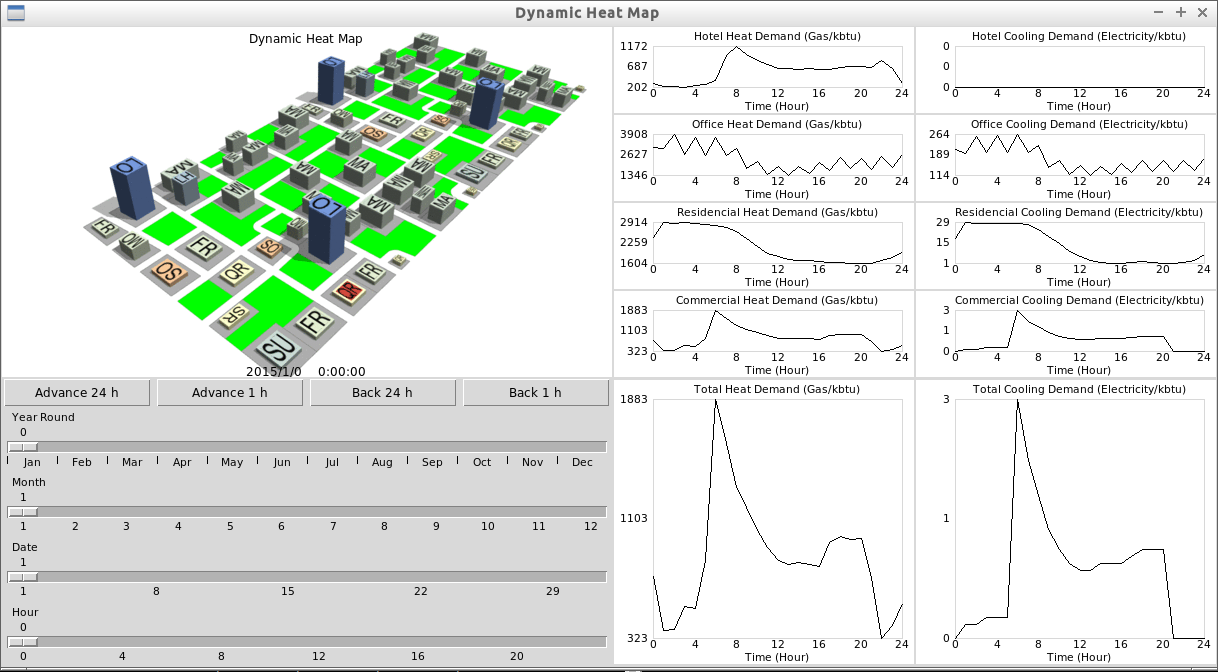 Dynamic Heat Map
Dynamic Heat Map
2015/1/0 0:00:00
Advance 24 h Advance 1 h Back 24 h Back 1 h
Year Round
0
Jan Feb Mar Apr May Jun Jul Aug Sep Oct Nov Dec
Month
1
1 2 3 4 5 6 7 8 9 10 11 12
Date
1
1 8 15 22 29
Hour
0
0 4 8 12 16 20
Hotel Heat Demand (Gas/kbtu)
1172
687
202
0 4 8 12 16 20 24
Time (Hour)
Hotel Cooling Demand (Electricity/kbtu)
0
0
0
0 4 8 12 16 20 24
Time (Hour)
Office Heat Demand (Gas/kbtu)
3908
2627
1346
0 4 8 12 16 20 24
Time (Hour)
Office Cooling Demand (Electricity/kbtu)
264
189
114
0 4 8 12 16 20 24
Time (Hour)
Residencial Heat Demand (Gas/kbtu)
2914
2259
1604
0 4 8 12 16 20 24
Time (Hour)
Residencial Cooling Demand (Electricity/kbtu)
29
15
1
0 4 8 12 16 20 24
Time (Hour)
Commercial Heat Demand (Gas/kbtu)
1883
1103
323
0 4 8 12 16 20 24
Time (Hour)
Commercial Cooling Demand (Electricity/kbtu)
3
1
0
0 4 8 12 16 20 24
Time (Hour)
Total Heat Demand (Gas/kbtu)
1883
1103
323
0 4 8 12 16 20 24
Time (Hour)
Total Cooling Demand (Electricity/kbtu)
3
1
0
0 4 8 12 16 20 24
Time (Hour)
LO
FR
SO
QR
SR
SU
FR
FR